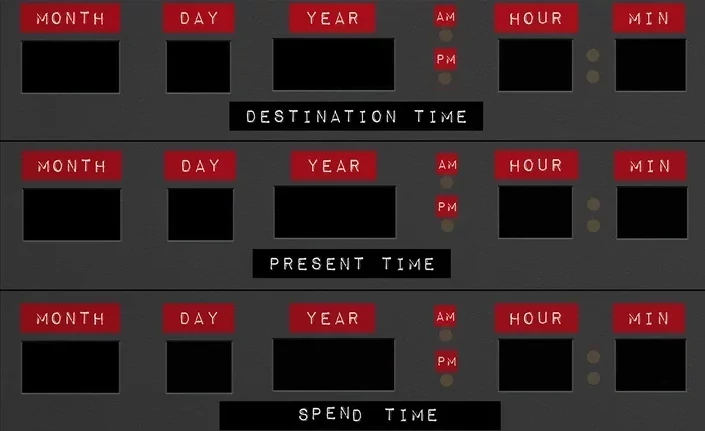 MONTH DAY YEAR AM HOUR MIN
PM
DESTINATION TIME
MONTH DAY YEAR AM HOUR MIN
PM
PRESENT TIME
MONTH DAY YEAR AM HOUR MIN
PM
SPEND TIME